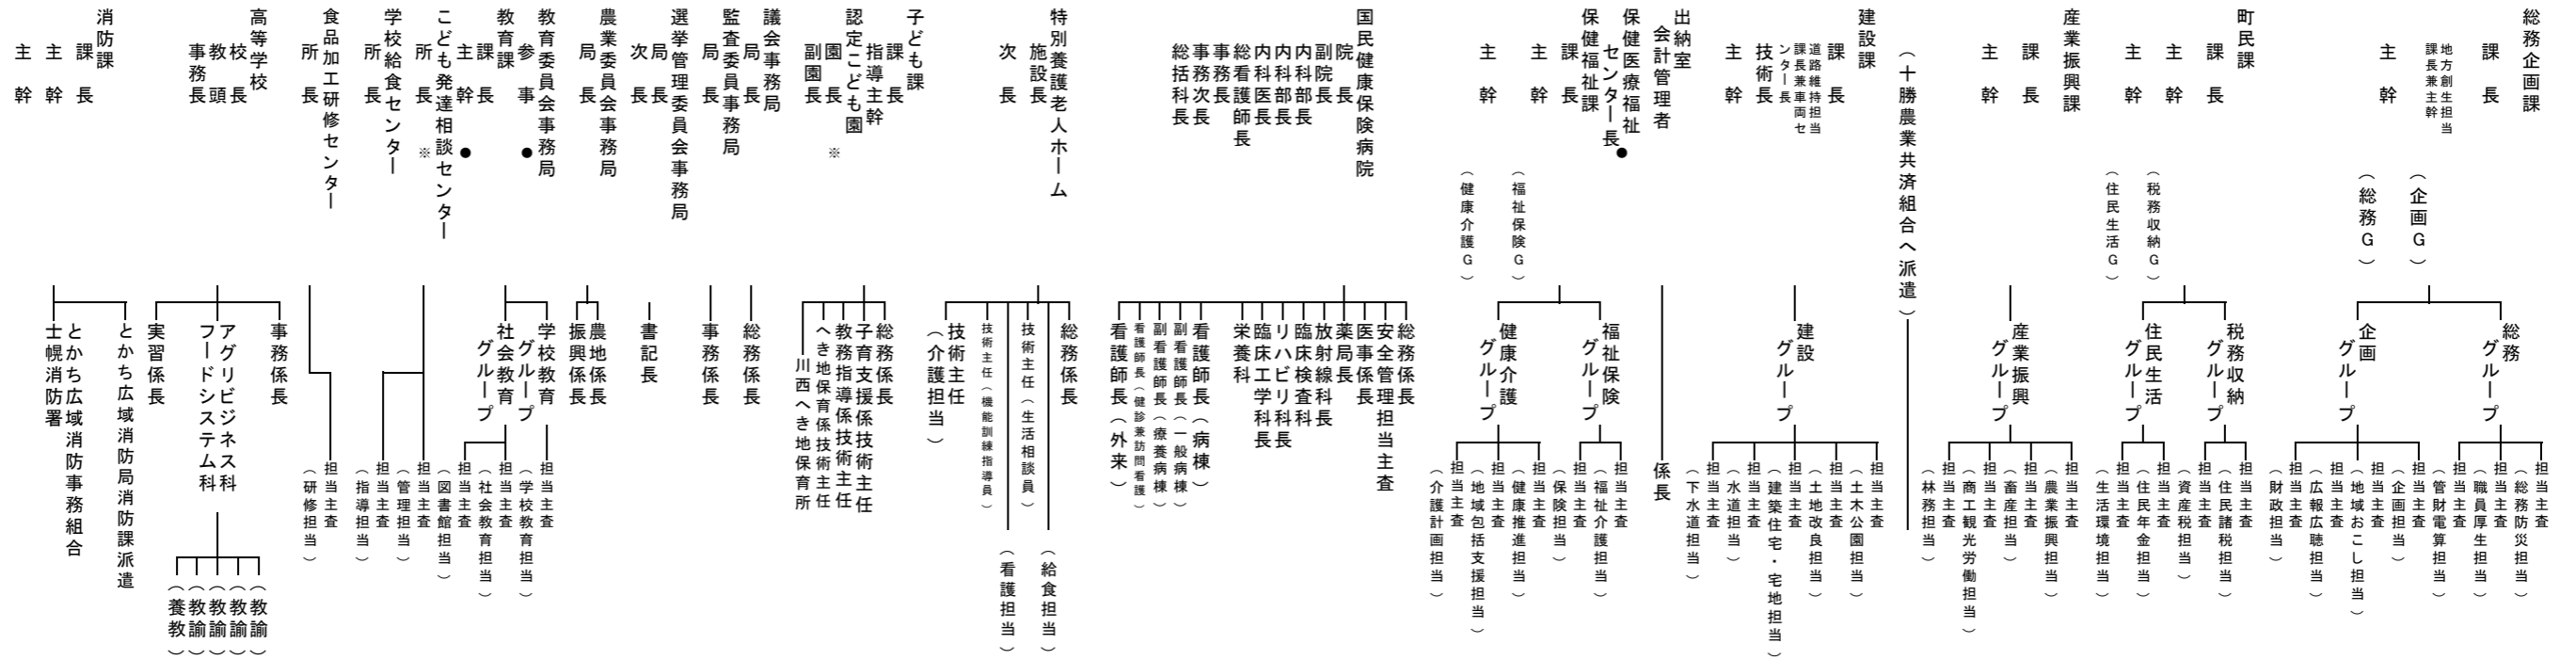 総務企画課
課長
地方創生担当
課長兼主幹
主幹
（企画G）
（総務G）
総務
グループ
企画
グループ
担当主査
（総務防災担当）
担当主査
（職員厚生担当）
担当主査
（管財電算担当）
担当主査
（企画担当）
担当主査
（地域おこし担当）
担当主査
（広報広聴担当）
担当主査
（財政担当）
町民課
課長
主幹
主幹
（税務収納G）
（住民生活G）
税務収納
グループ
住民生活
グループ
担当主査
（住民諸税担当）
担当主査
（資産税担当）
担当主査
（住民年金担当）
担当主査
（生活環境担当）
産業振興課
課長
主幹
産業振興
グループ
担当主査
（農業振興担当）
担当主査
（畜産担当）
担当主査
（商工観光労働担当）
担当主査
（林務担当）
（十勝農業共済組合へ派遣）
建設課
課長
道路維持担当
課長兼車両セ
ンター長
技術長
主幹
建設
グループ
担当主査
（土木公園担当）
担当主査
（土地改良担当）
担当主査
（建築住宅・宅地担当）
担当主査
（水道担当）
担当主査
（下水道担当）
出納室
会計管理者
係長
保健医療福祉
センター長●
保健福祉課
課長
主幹
主幹
（福祉保険G）
（健康介護G）
福祉保険
グループ
健康介護
グループ
担当主査
（福祉介護担当）
担当主査
（保険担当）
担当主査
（健康推進担当）
担当主査
（地域包括支援担当）
担当主査
（介護計画担当）
国民健康保険病院
院長
副院長
内科部長
内科部長
内科医長
総看護師長
事務長
事務次長
総括科長
総務係長
安全管理担当主査
医事係長
薬局長
放射線科長
臨床検査科
リハビリ科長
臨床工学科長
栄養科
看護師長（病棟）
副看護師長（一般病棟）
副看護師長（療養病棟）
看護師長（健診兼訪問看護）
看護師長（外来）
特別養護老人ホーム
施設長
次長
総務係長
（給食担当）
技術主任（生活相談員）
（看護担当）
技術主任（機能訓練指導員）
技術主任
（介護担当）
子ども課
課長
指導主幹
認定こども園
園長 ※
副園長
総務係長
子育支援係技術主任
教務指導係技術主任
へき地保育係技術主任
川西へき地保育所
議会事務局
局長
総務係長
監査委員事務局
局長
事務係長
選挙管理委員会事務局
局長
次長
書記長
農業委員会事務局
局長
農地係長
振興係長
教育委員会事務局
参事●
教育課
課長
主幹●
学校教育
グループ
社会教育
グループ
担当主査
（学校教育担当）
担当主査
（社会教育担当）
担当主査
（図書館担当）
こども発達相談センター
所長 ※
担当主査
（管理担当）
担当主査
（指導担当）
学校給食センター
所長
食品加工研修センター
所長
担当主査
（研修担当）
高等学校
校長
教頭
事務長
事務係長
アグリビジネス科
フードシステム科
実習係長
（教諭）
（教諭）
（教諭）
（教諭）
（養教）
消防課
課長
主幹
主幹
とかち広域消防局消防課派遣
とかち広域消防事務組合
士幌消防署